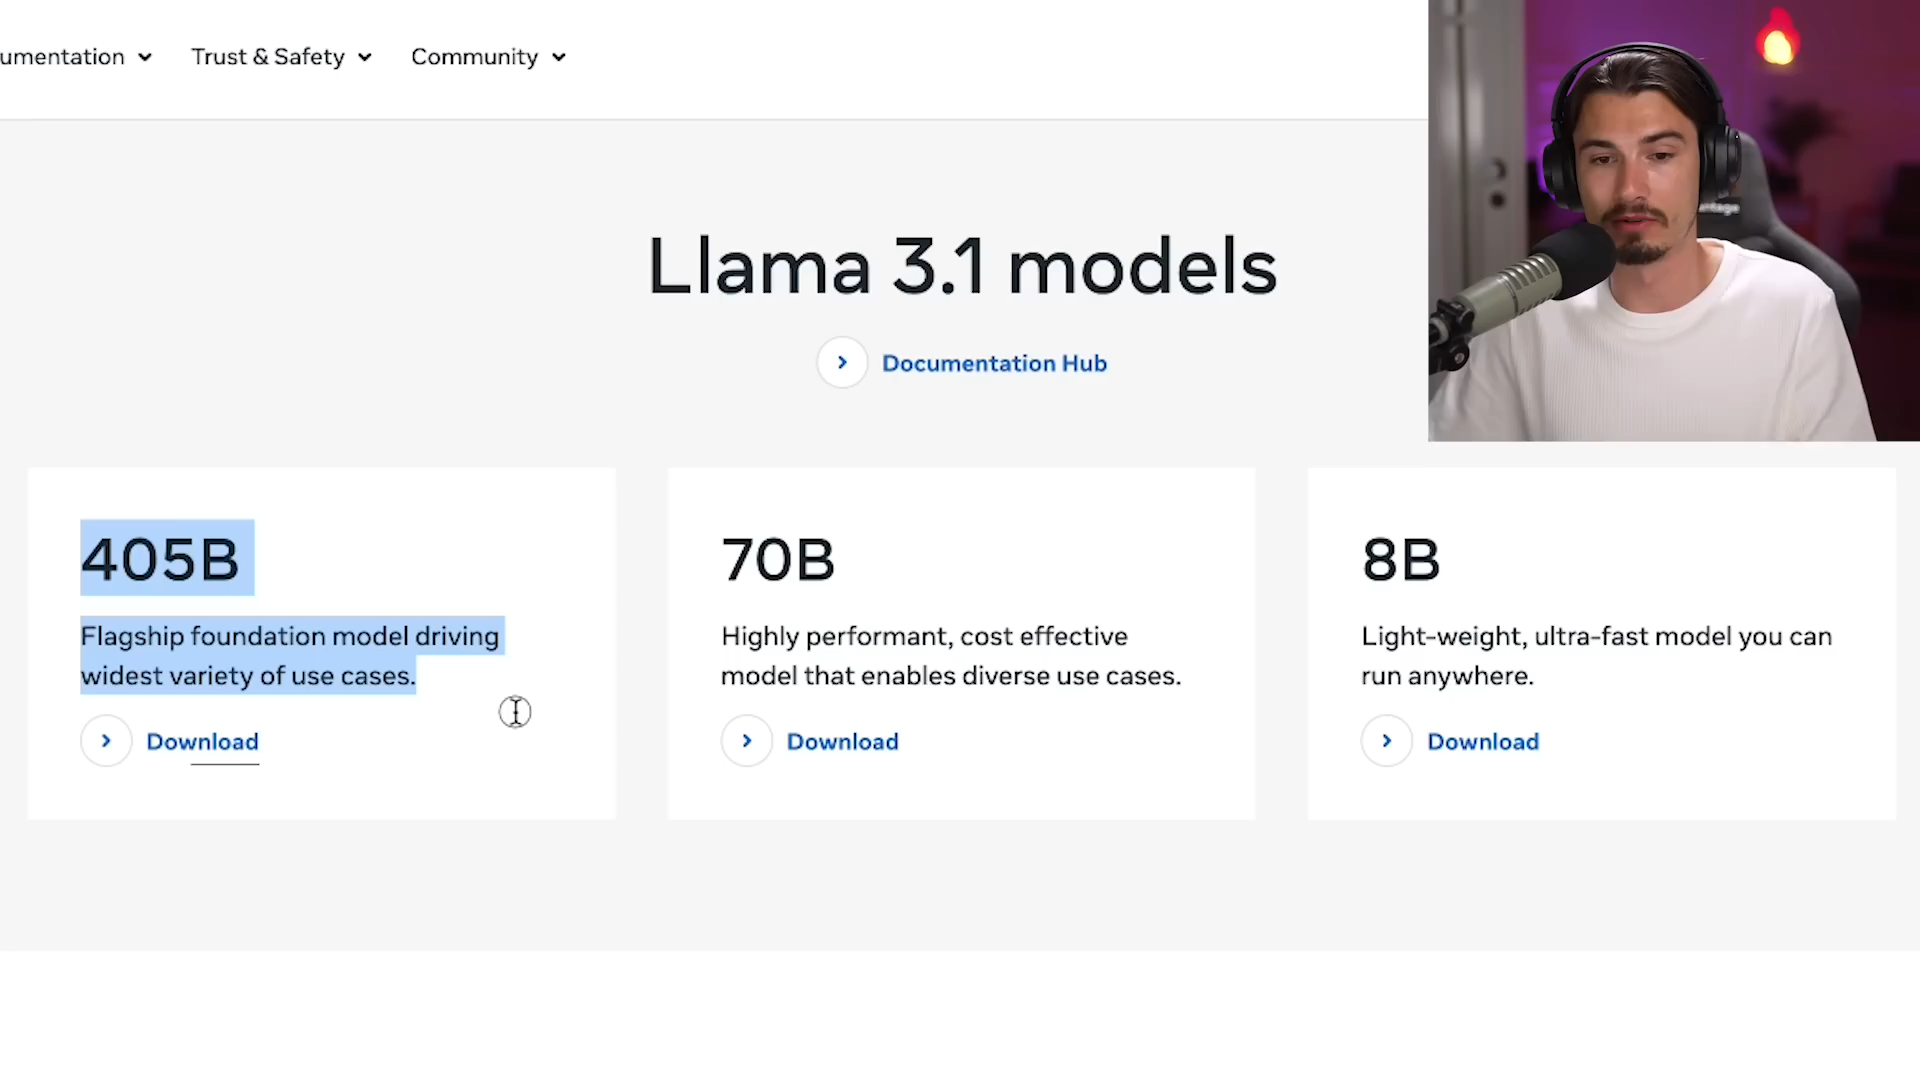 umentation
Trust & Safety
Community
Llama 3.1 models
Documentation Hub
405B
Flagship foundation model driving
widest variety of use cases.
Download
70B
Highly performant, cost effective
model that enables diverse use cases.
Download
8B
Light-weight, ultra-fast model you can
run anywhere.
Download